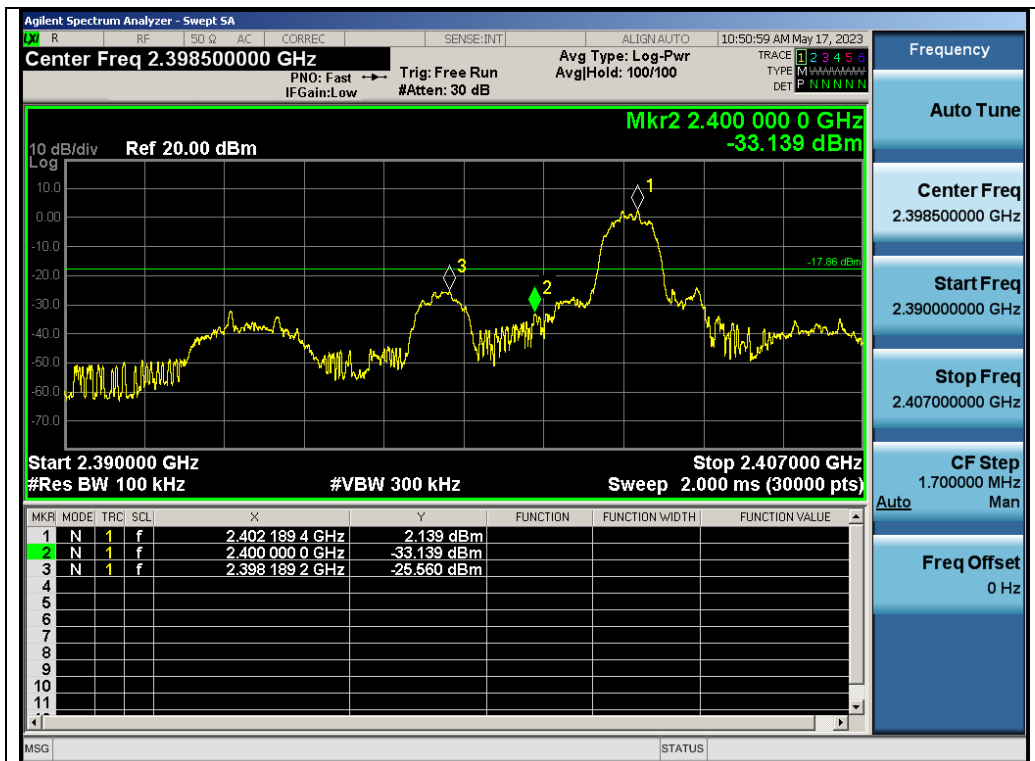 Agilent Spectrum Analyzer - Swept SA
LXI R RF 50 Ω AC CORREC SENSE:INT ALIGN AUTO 10:50:59 AM May 17, 2023
Center Freq 2.398500000 GHz
PNO: Fast
IFGain:Low
Trig: Free Run
#Atten: 30 dB
Avg Type: Log-Pwr
Avg|Hold: 100/100
TRACE 1 2 3 4 5 6
TYPE M
DET P N N N N N
Mkr2 2.400 000 0 GHz
-33.139 dBm
10 dB/div Ref 20.00 dBm
Log
10.0
0.00
-10.0
-20.0
-30.0
-40.0
-50.0
-60.0
-70.0
1
3
2
-17.86 dBm
Start 2.390000 GHz Stop 2.407000 GHz
#Res BW 100 kHz #VBW 300 kHz Sweep 2.000 ms (30000 pts)
MKR MODE TRC SCL X Y FUNCTION FUNCTION WIDTH FUNCTION VALUE
1 N 1 f 2.402 189 4 GHz 2.139 dBm
2 N 1 f 2.400 000 0 GHz -33.139 dBm
3 N 1 f 2.398 189 2 GHz -25.560 dBm
4
5
6
7
8
9
10
11
MSG STATUS
Frequency
Auto Tune
Center Freq
2.398500000 GHz
Start Freq
2.390000000 GHz
Stop Freq
2.407000000 GHz
CF Step
1.700000 MHz
Auto Man
Freq Offset
0 Hz